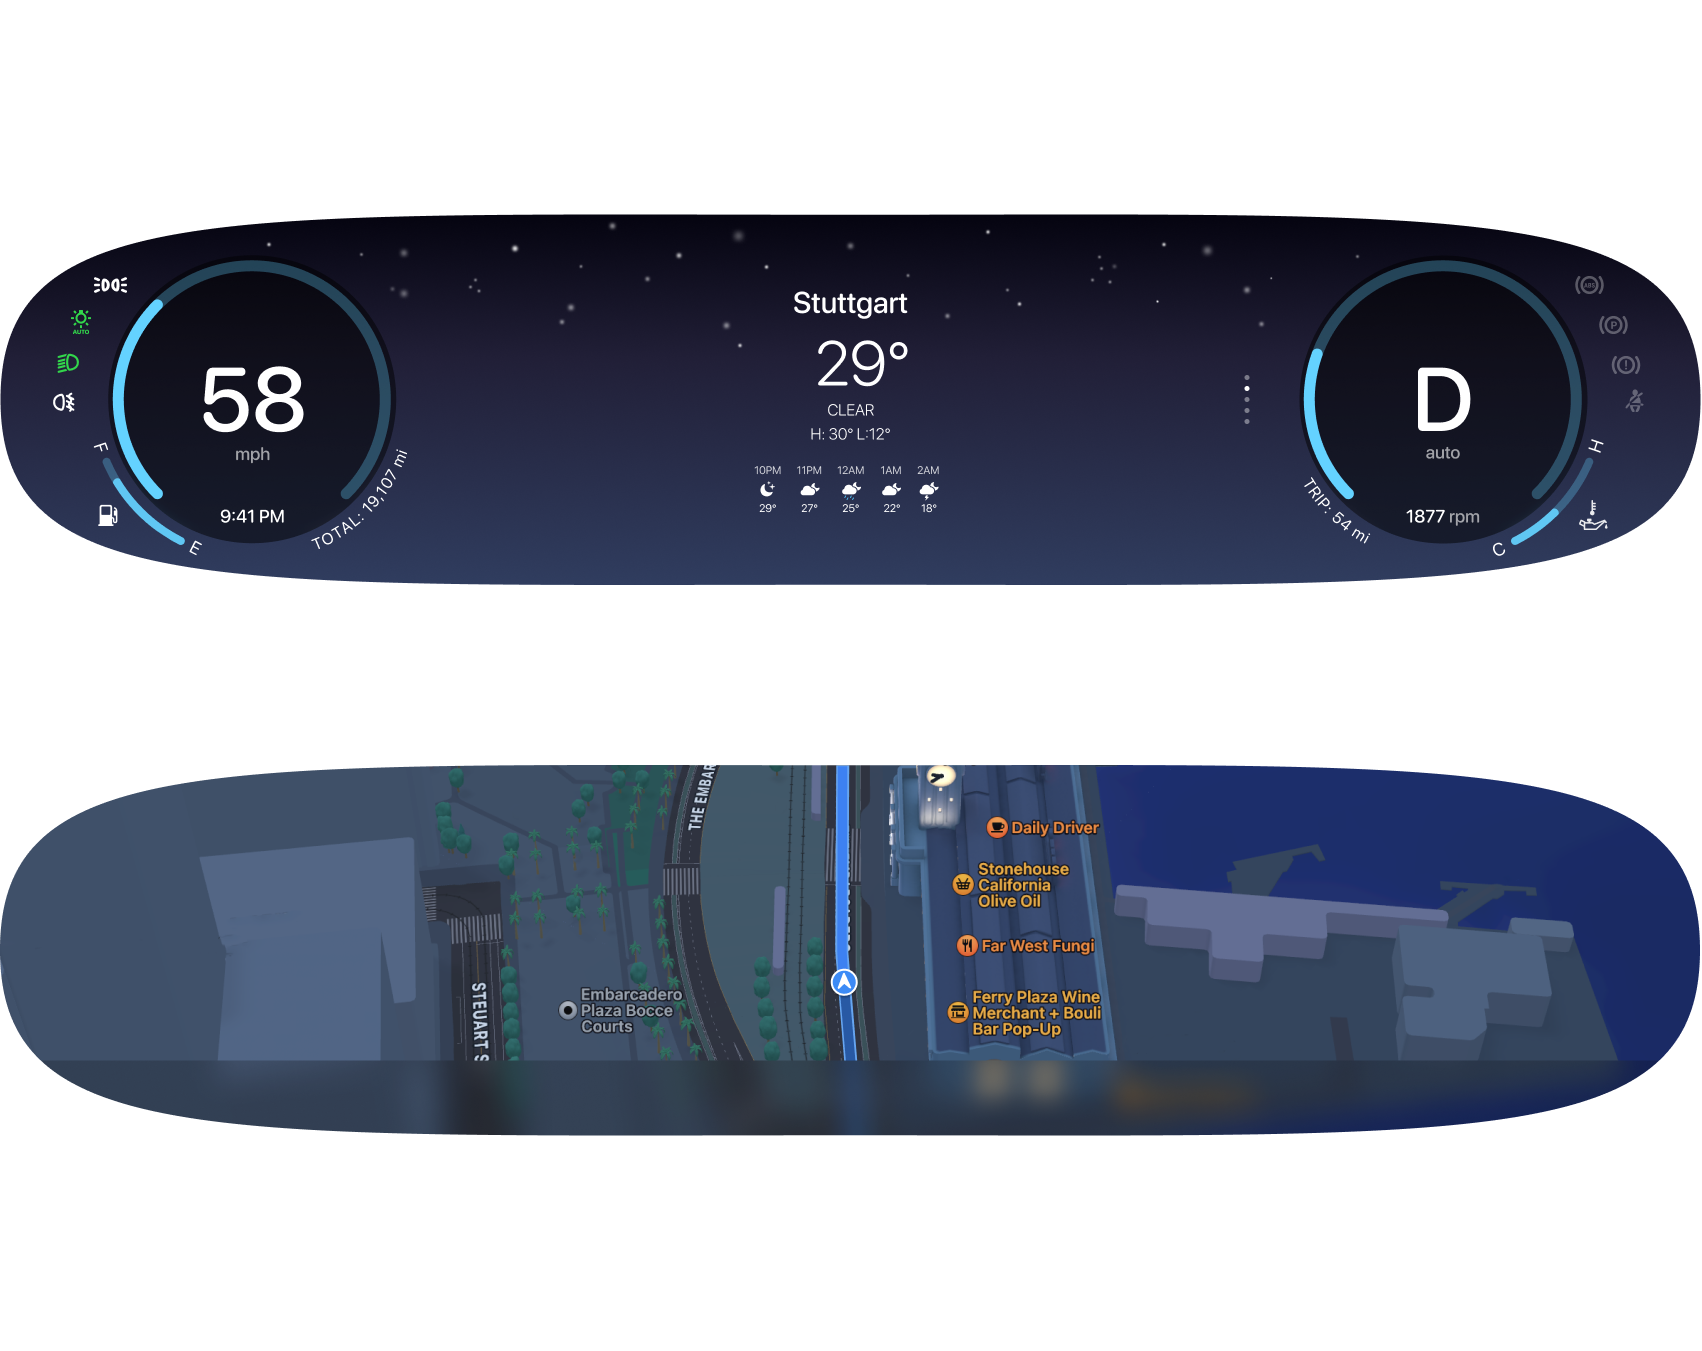 AUTO
F
E
58
mph
9:41 PM
TOTAL: 19,107 mi
Stuttgart
29°
CLEAR
H: 30° L:12°
10PM 11PM 12AM 1AM 2AM
29° 27° 25° 22° 18°
D
auto
1877 rpm
TRIP: 54 mi
ABS
P
H
C
THE EMBAR
Daily Driver
Stonehouse
California
Olive Oil
Far West Fungi
Embarcadero
Plaza Bocce
Courts
Ferry Plaza Wine
Merchant + Bouli
Bar Pop-Up
STEUART S